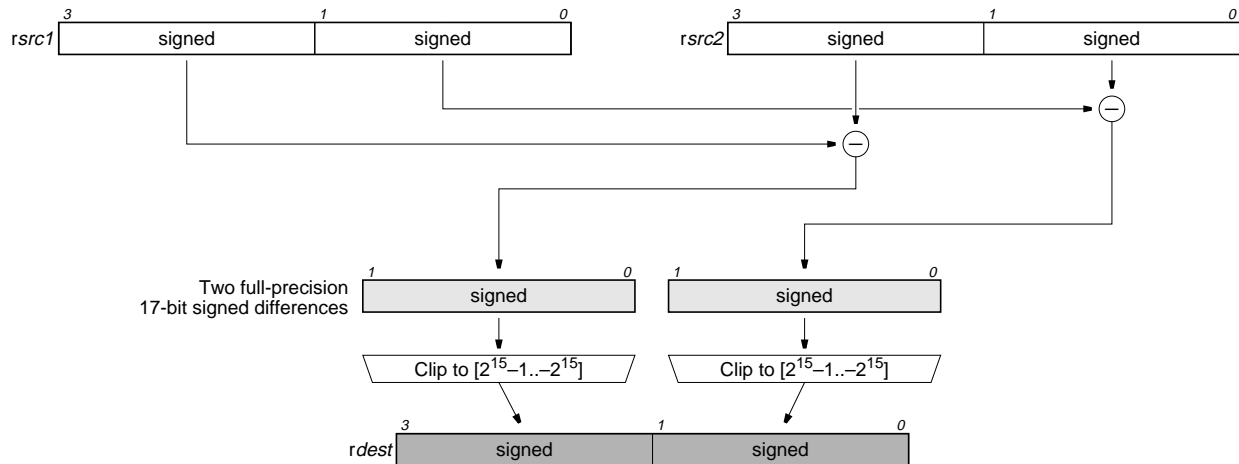 3 1 0 3 1 0
rsrc1 signed signed rsrc2 signed signed
− −
1 0 1 0
Two full-precision
17-bit signed differences signed signed
Clip to [2¹⁵–1..–2¹⁵] Clip to [2¹⁵–1..–2¹⁵]
3 1 0
rdest signed signed